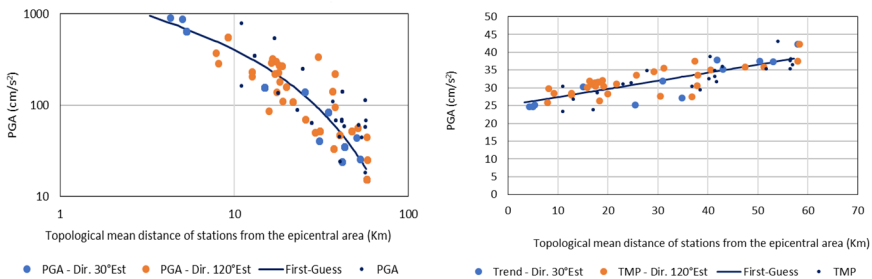 1000
100
10
PGA (cm/s²)
1
10
100
Topological mean distance of stations from the epicentral area (Km)
PGA - Dir. 30°Est
PGA - Dir. 120°Est
First-Guess
PGA
50
45
40
35
30
25
20
15
10
5
0
PGA (cm/s²)
0 10 20 30 40 50 60 70
Topological mean distance of stations from the epicentral area (Km)
Trend - Dir. 30°Est
TMP - Dir. 120°Est
First-Guess
TMP